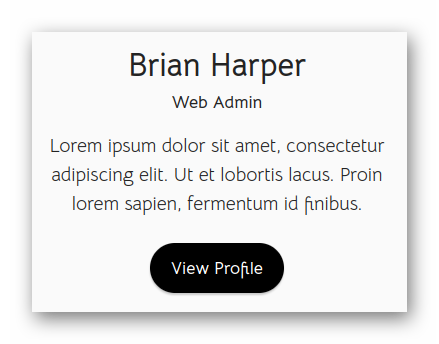 Brian Harper
Web Admin
Lorem ipsum dolor sit amet, consectetur
adipiscing elit. Ut et lobortis lacus. Proin
lorem sapien, fermentum id finibus.
View Profile